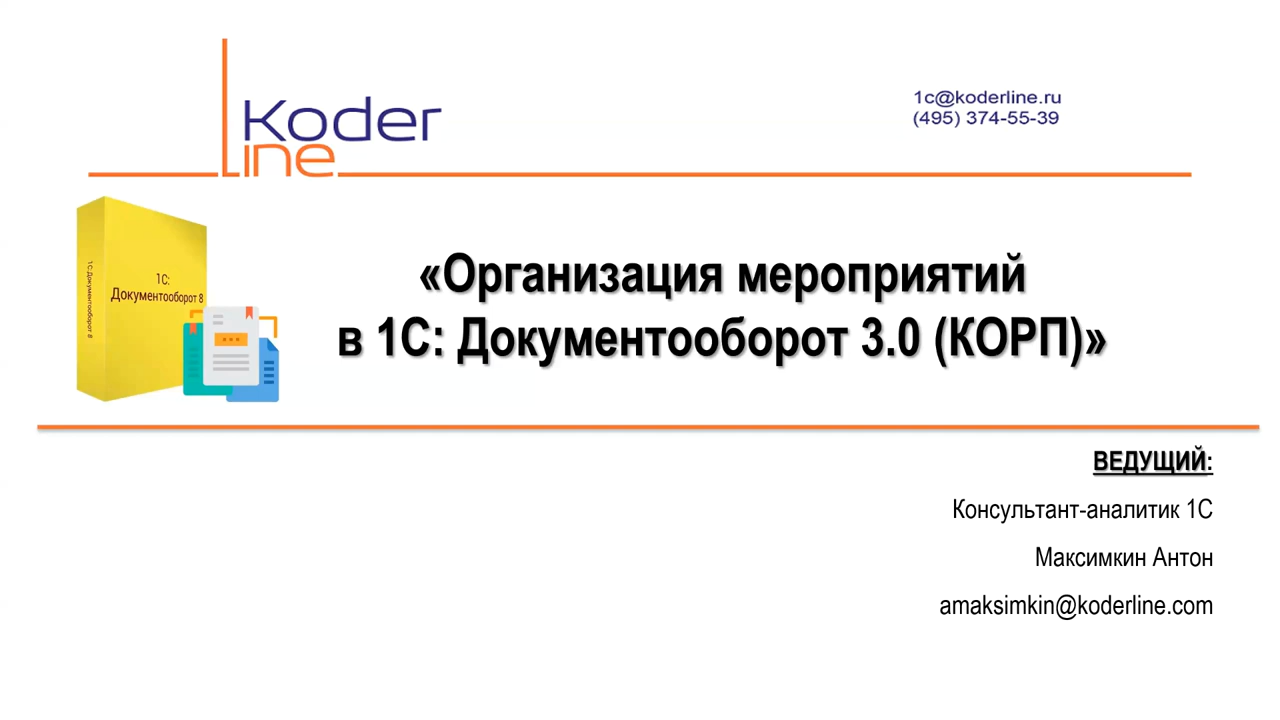 Koder
Line
1c@koderline.ru
(495) 374-55-39
1С:
Документооборот 8
1С:Документооборот 8
«Организация мероприятий
в 1С: Документооборот 3.0 (КОРП)»
ВЕДУЩИЙ:
Консультант-аналитик 1С
Максимкин Антон
amaksimkin@koderline.com